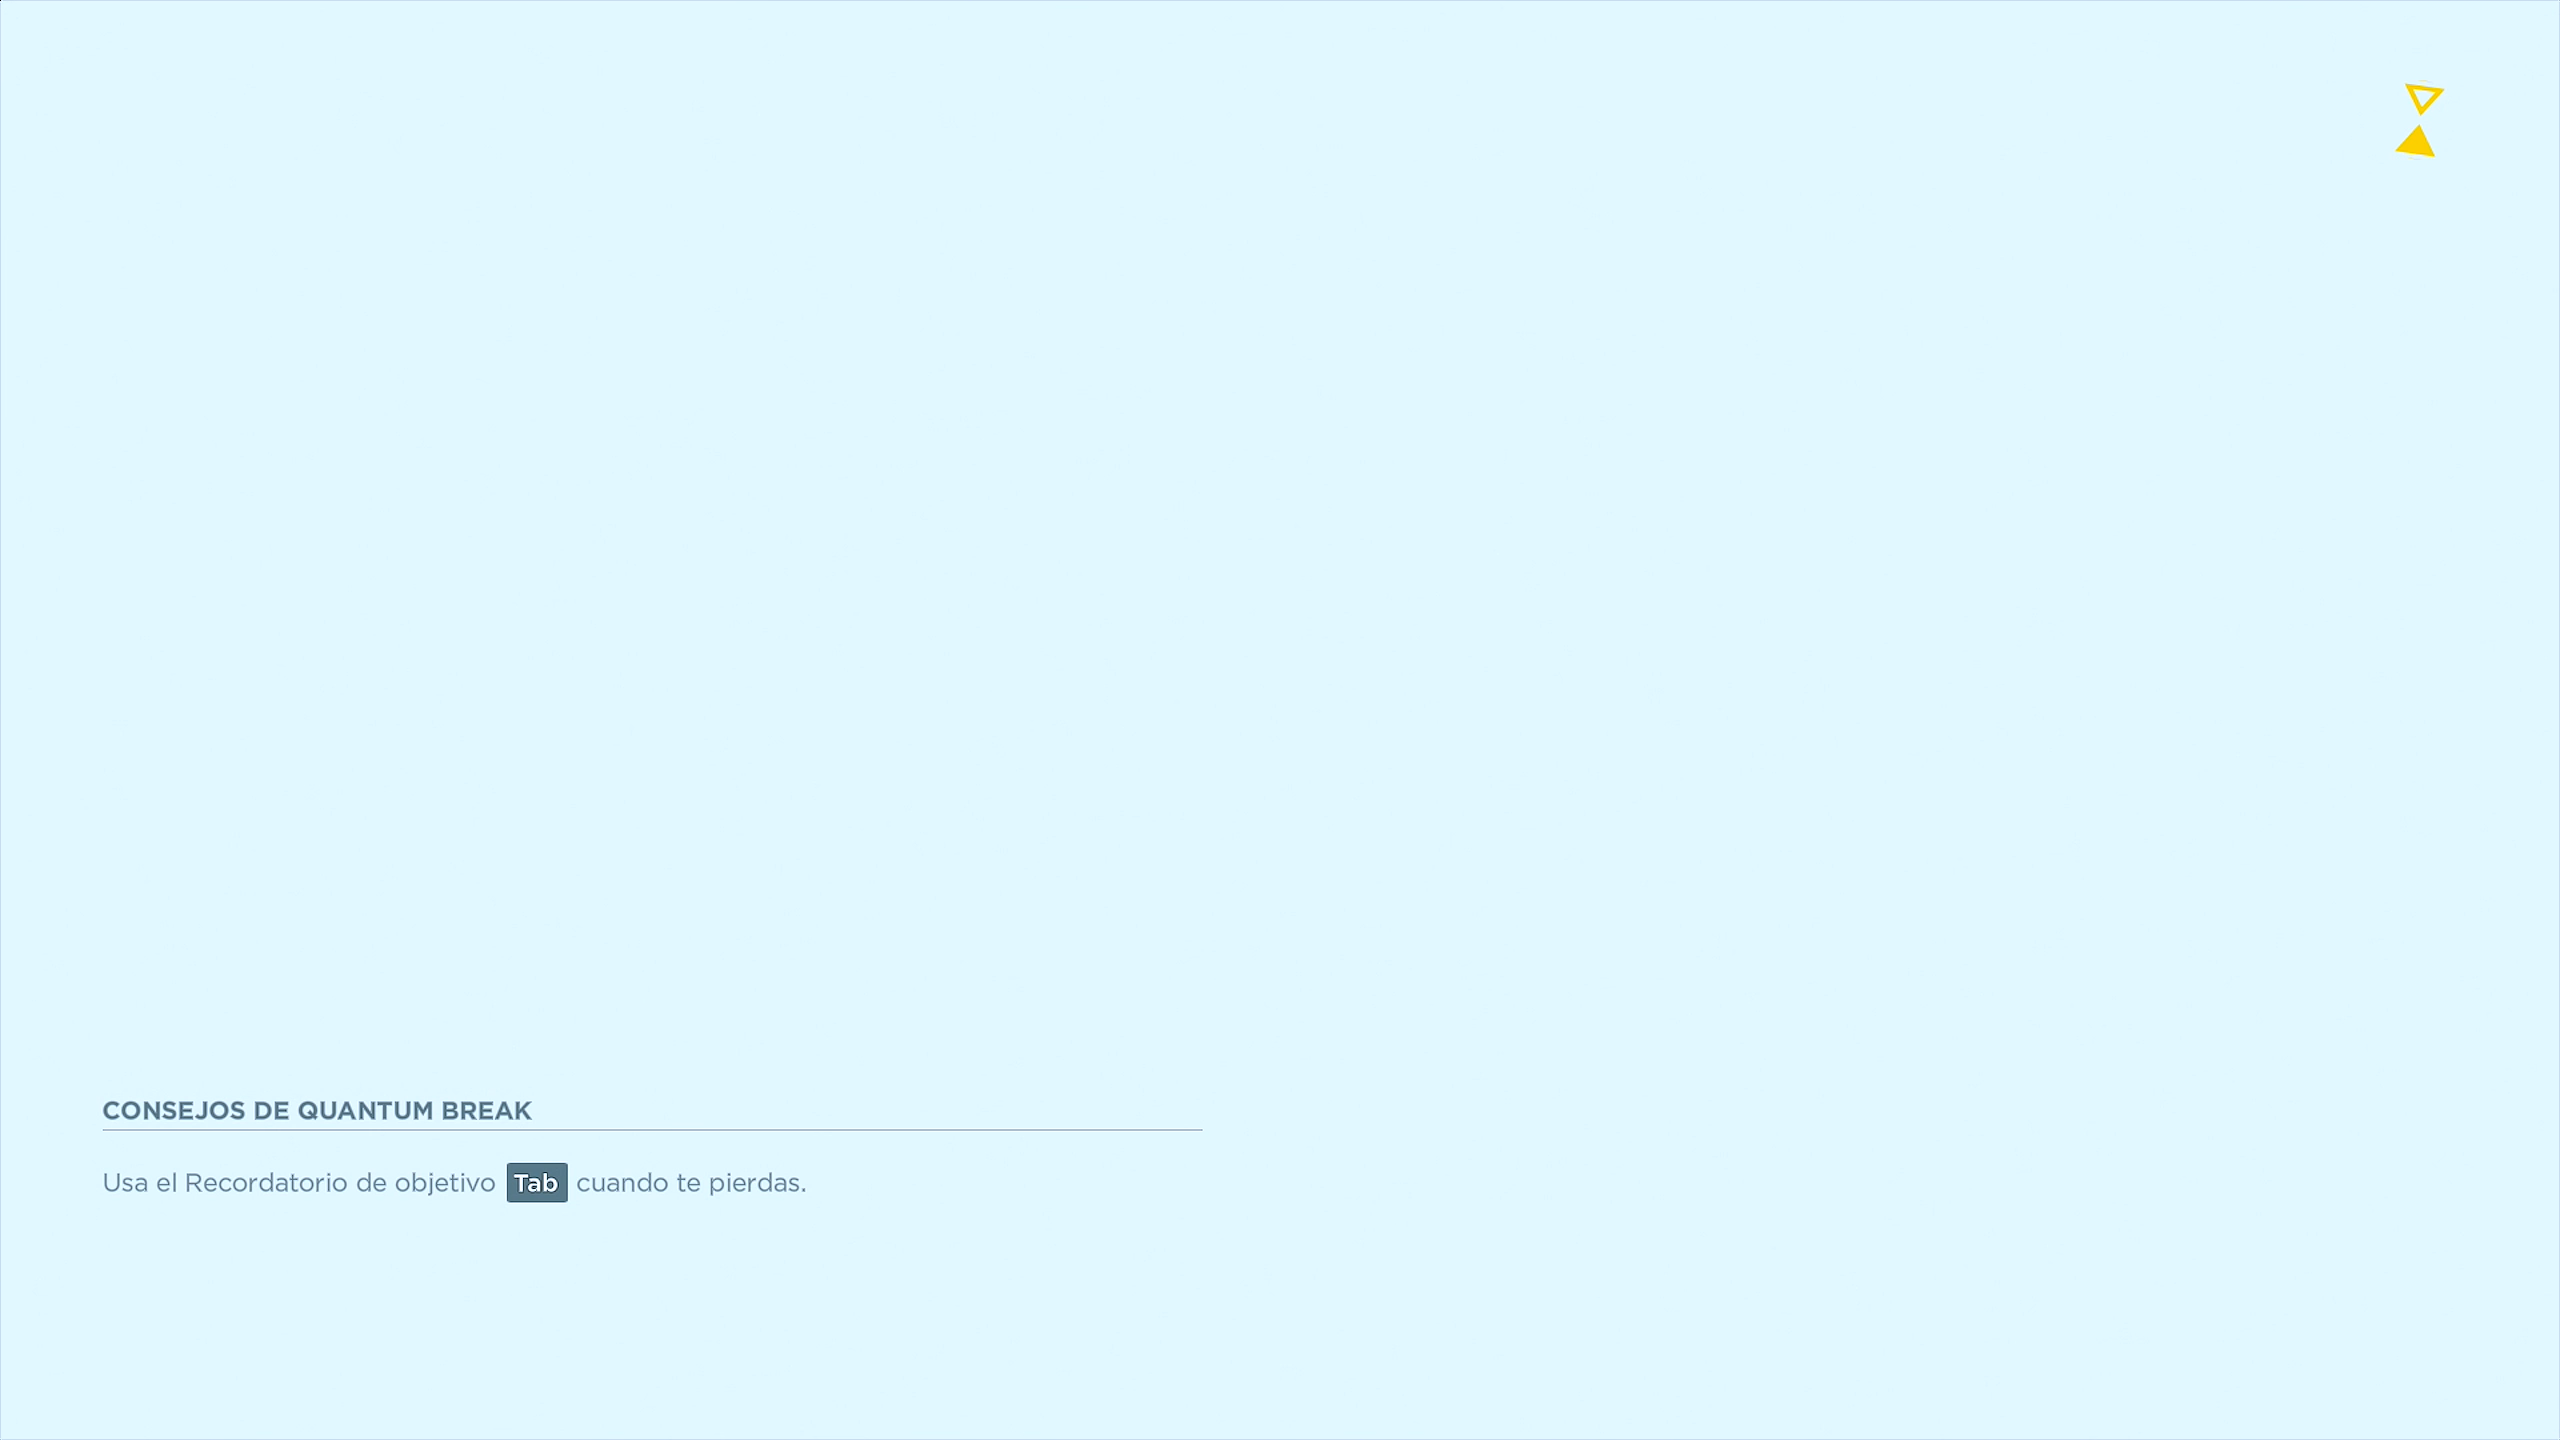 CONSEJOS DE QUANTUM BREAK
Usa el Recordatorio de objetivo Tab cuando te pierdas.